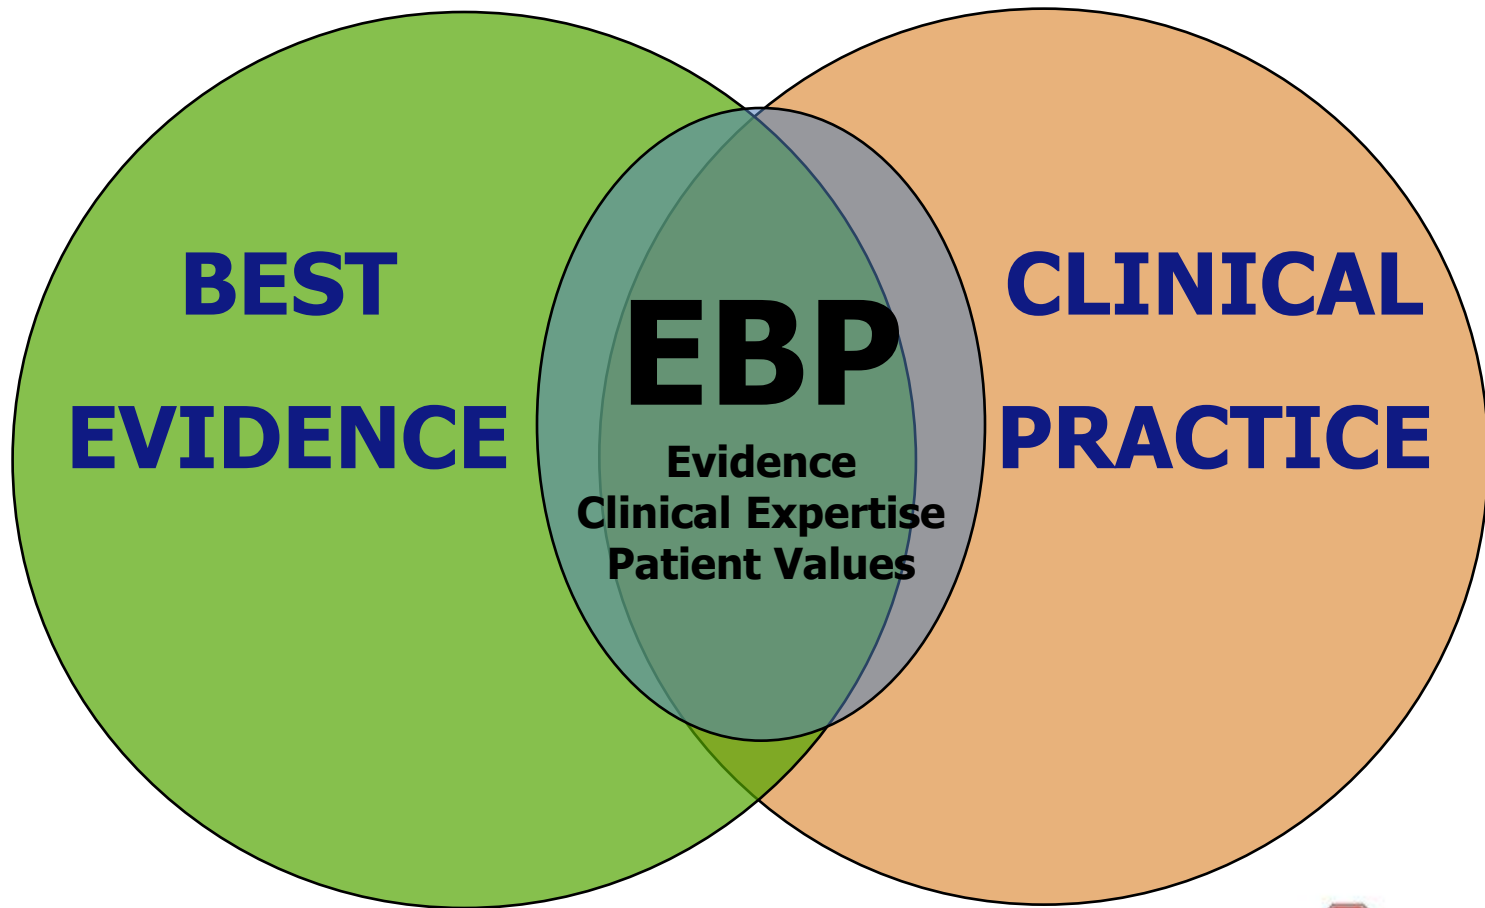 BEST
EVIDENCE
EBP
Evidence
Clinical Expertise
Patient Values
CLINICAL
PRACTICE